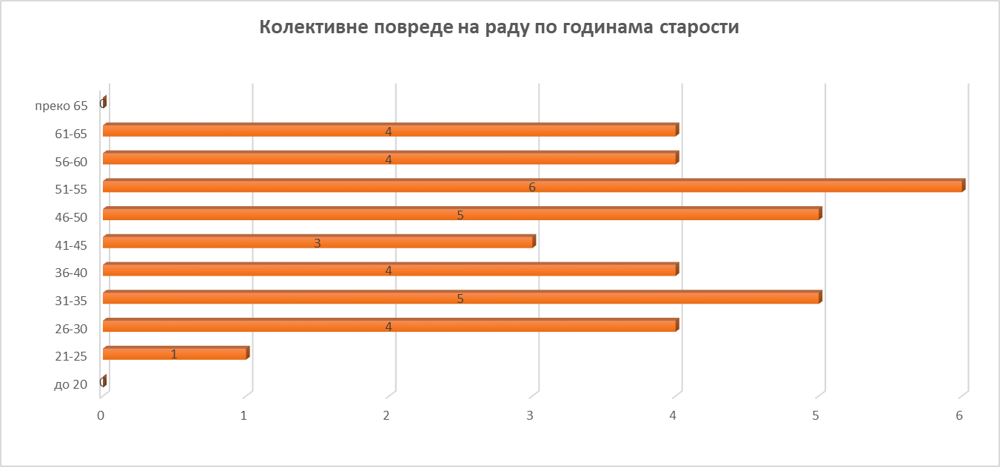 Колективне повреде на раду по годинама старости
преко 65 0
61-65 4
56-60 4
51-55 6
46-50 5
41-45 3
36-40 4
31-35 5
26-30 4
21-25 1
до 20 0
0 1 2 3 4 5 6